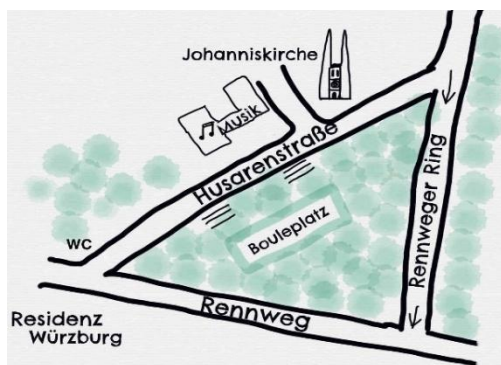 Johanniskirche
Musik
Husarenstraße
Rennweger Ring
Bouleplatz
WC
Rennweg
Residenz
Würzburg